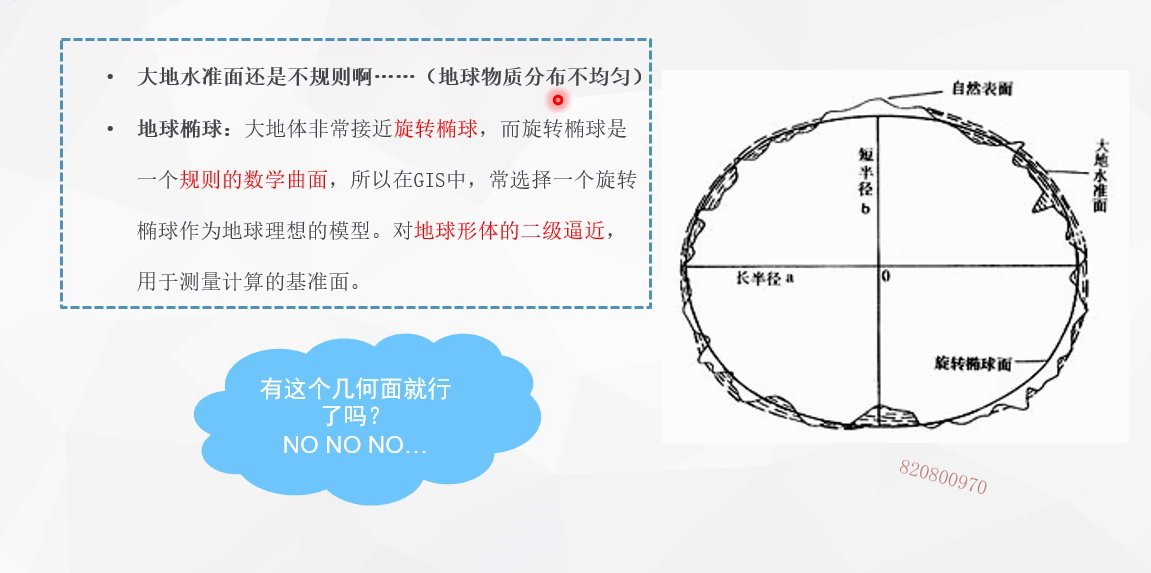 • 大地水准面还是不规则啊……（地球物质分布不均匀）
• 地球椭球：大地体非常接近旋转椭球，而旋转椭球是
一个规则的数学曲面，所以在GIS中，常选择一个旋转
椭球作为地球理想的模型。对地球形体的二级逼近，
用于测量计算的基准面。
有这个几何面就行
了吗？
NO NO NO…
自然表面
大地水准面
短半径 b
长半径 a
0
旋转椭球面
820800970